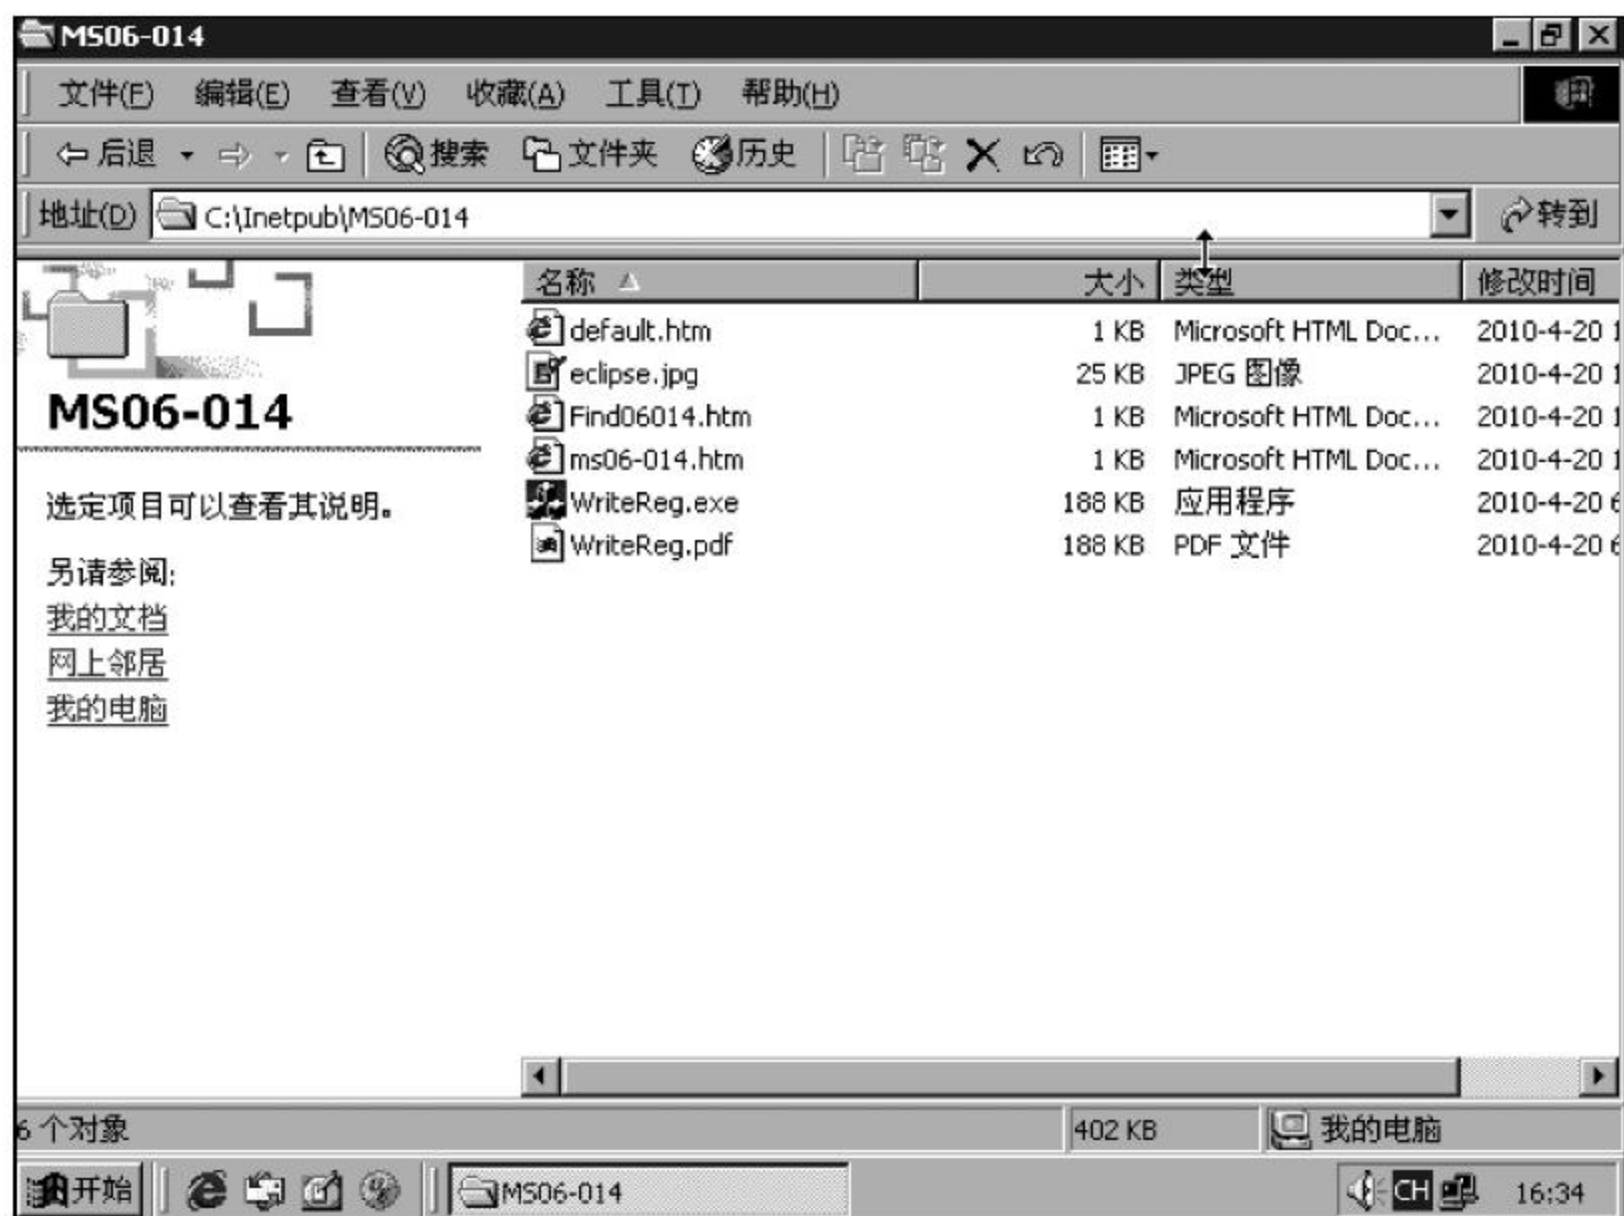 MS06-014
文件(F) 编辑(E) 查看(V) 收藏(A) 工具(T) 帮助(H)
后退 搜索 文件夹 历史
地址(D) C:\Inetpub\MS06-014 转到
名称 大小 类型 修改时间
default.htm 1 KB Microsoft HTML Doc... 2010-4-20 1
eclipse.jpg 25 KB JPEG 图像 2010-4-20 1
Find06014.htm 1 KB Microsoft HTML Doc... 2010-4-20 1
ms06-014.htm 1 KB Microsoft HTML Doc... 2010-4-20 1
WriteReg.exe 188 KB 应用程序 2010-4-20 6
WriteReg.pdf 188 KB PDF 文件 2010-4-20 6
MS06-014
选定项目可以查看其说明。
另请参阅:
我的文档
网上邻居
我的电脑
6 个对象 402 KB 我的电脑
开始 MS06-014 CH 16:34